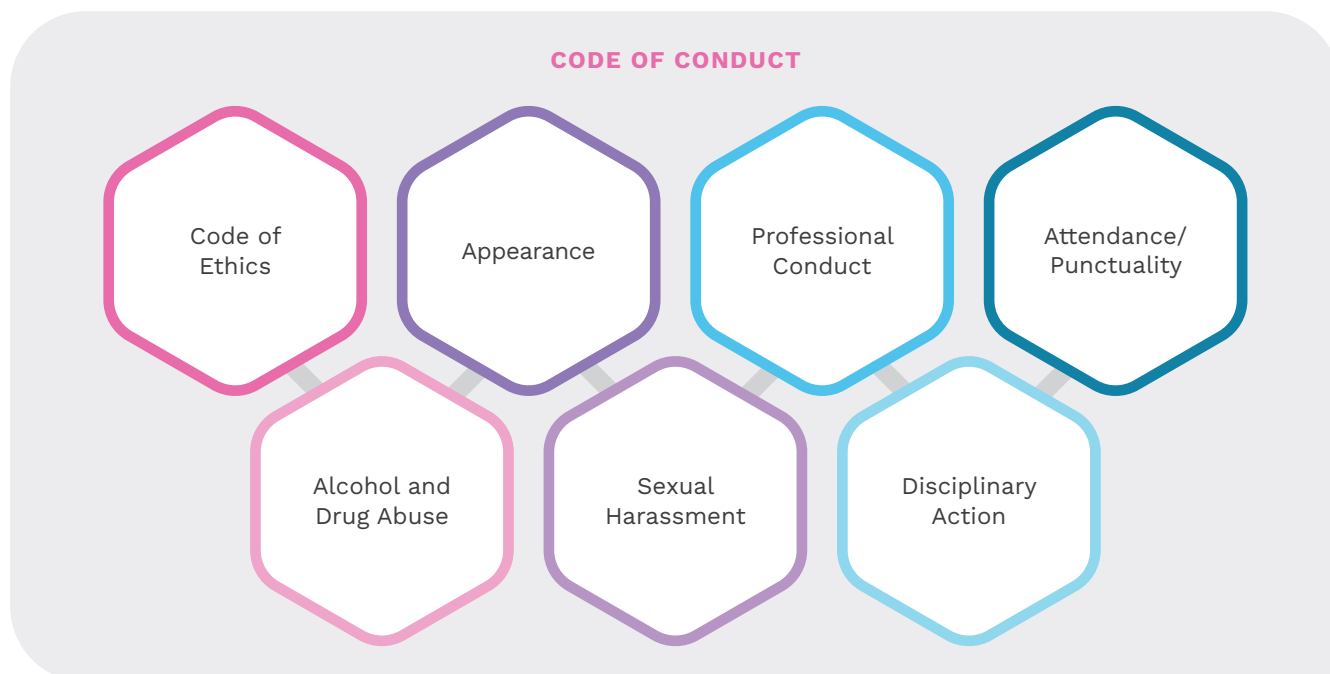 CODE OF CONDUCT
Code of
Ethics
Appearance
Professional
Conduct
Attendance/
Punctuality
Alcohol and
Drug Abuse
Sexual
Harassment
Disciplinary
Action